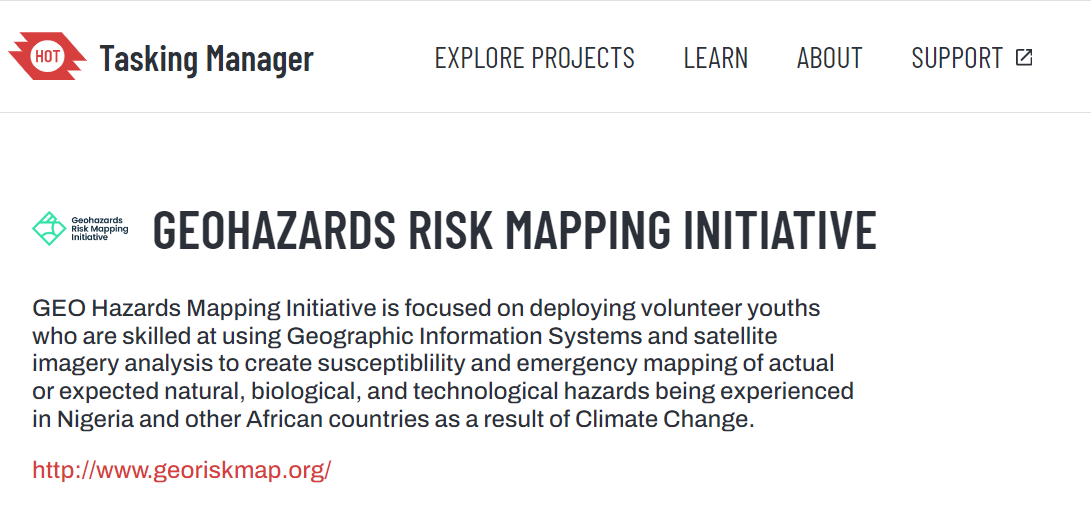 HOT Tasking Manager EXPLORE PROJECTS LEARN ABOUT SUPPORT
Geohazards
Risk Mapping
Initiative
GEOHAZARDS RISK MAPPING INITIATIVE
GEO Hazards Mapping Initiative is focused on deploying volunteer youths
who are skilled at using Geographic Information Systems and satellite
imagery analysis to create susceptiblility and emergency mapping of actual
or expected natural, biological, and technological hazards being experienced
in Nigeria and other African countries as a result of Climate Change.
http://www.georiskmap.org/